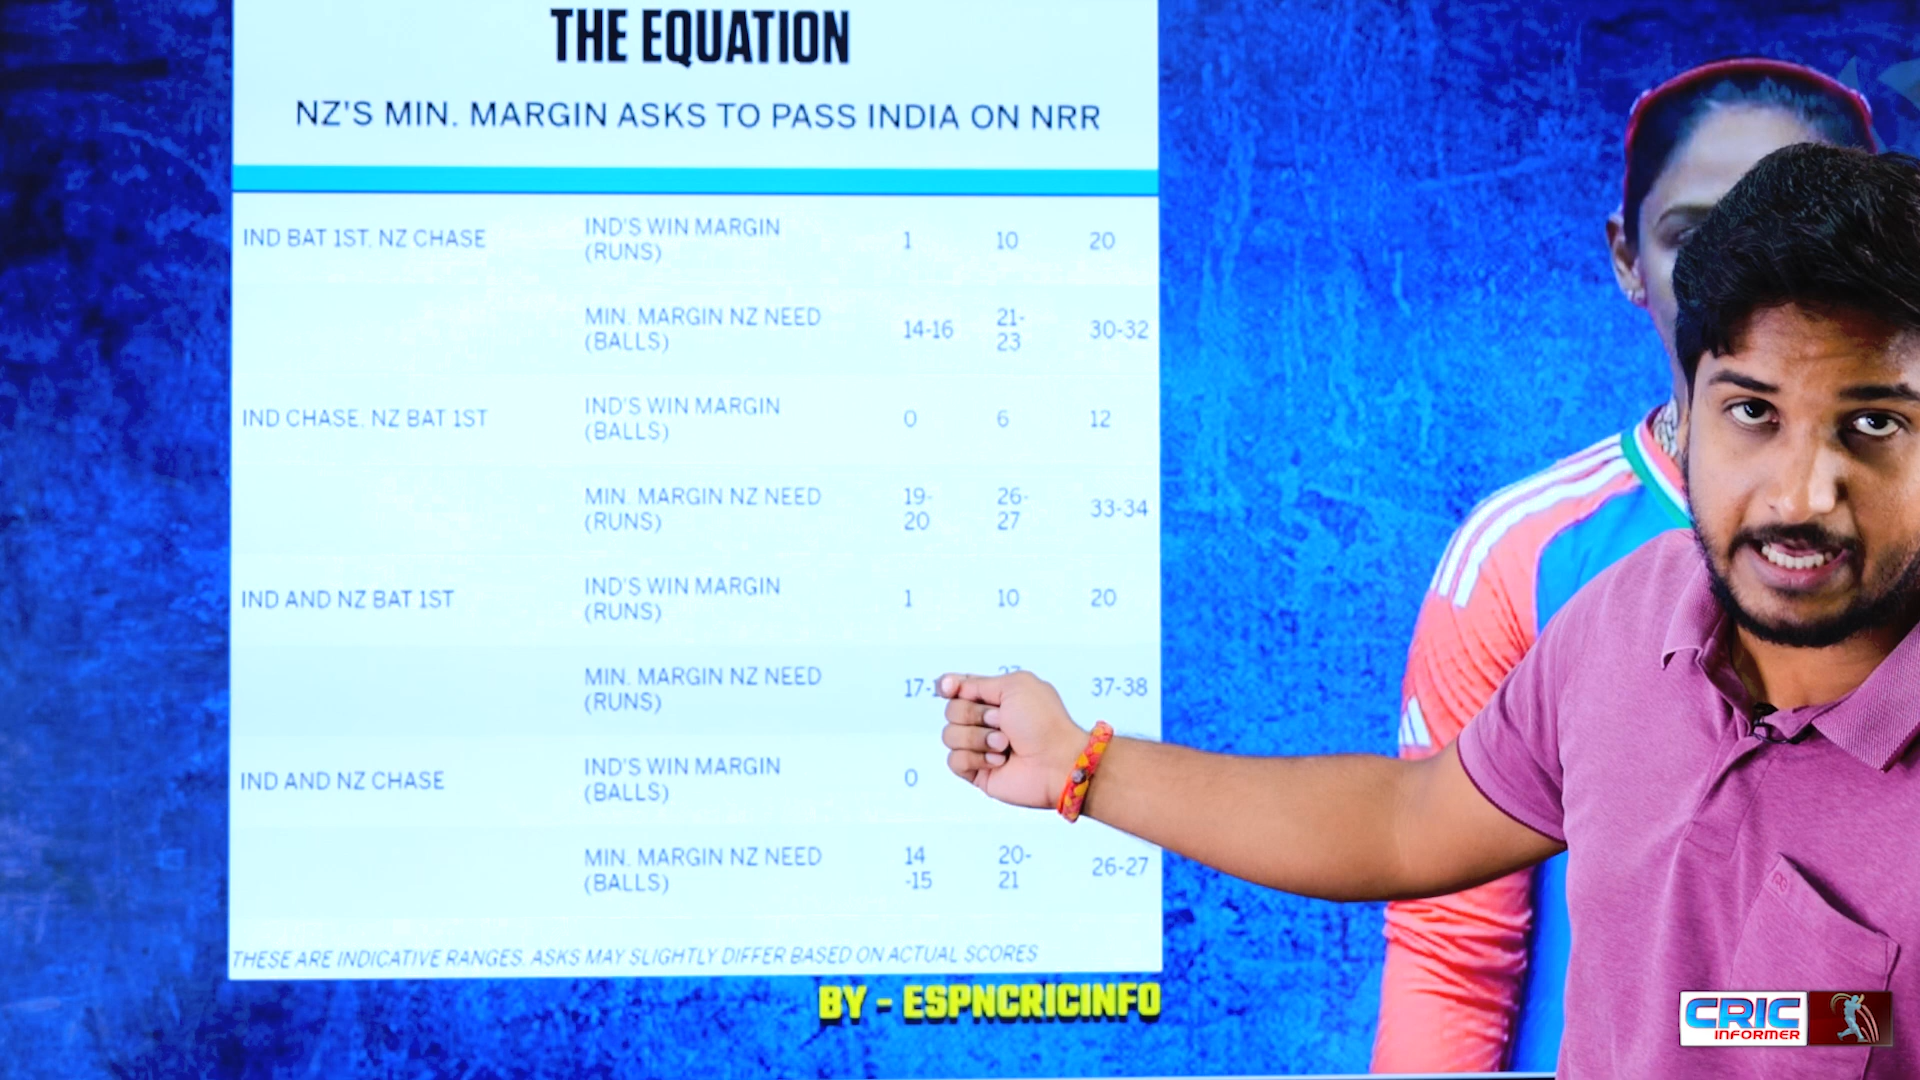 THE EQUATION
NZ'S MIN. MARGIN ASKS TO PASS INDIA ON NRR
IND BAT 1ST, NZ CHASE IND'S WIN MARGIN (RUNS) 1 10 20
MIN. MARGIN NZ NEED (BALLS) 14-16 21-23 30-32
IND CHASE, NZ BAT 1ST IND'S WIN MARGIN (BALLS) 0 6 12
MIN. MARGIN NZ NEED (RUNS) 19-20 26-27 33-34
IND AND NZ BAT 1ST IND'S WIN MARGIN (RUNS) 1 10 20
MIN. MARGIN NZ NEED (RUNS) 37-38
IND AND NZ CHASE IND'S WIN MARGIN (BALLS) 0
MIN. MARGIN NZ NEED (BALLS) 14-15 20-21 26-27
THESE ARE INDICATIVE RANGES. ASKS MAY SLIGHTLY DIFFER BASED ON ACTUAL SCORES
BY - ESPNCRICINFO
CRIC
INFORMER